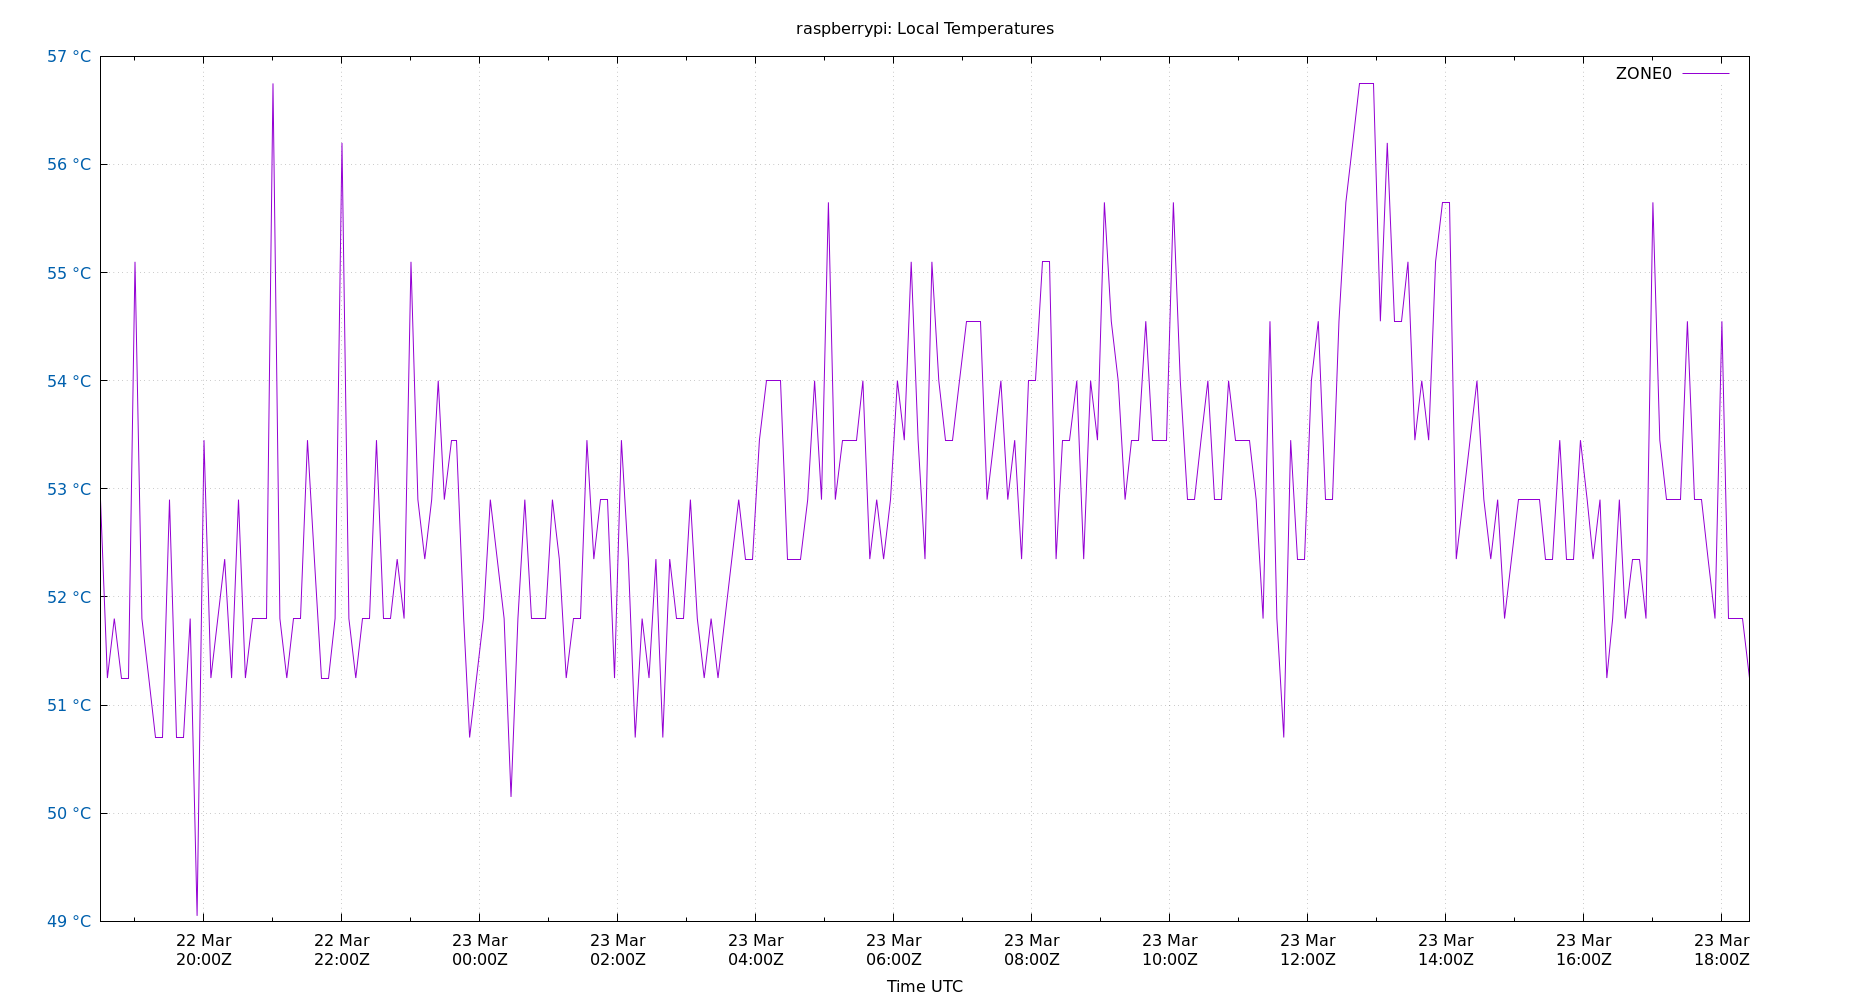 raspberrypi: Local Temperatures
57 °C
ZONE0
56 °C
55 °C
54 °C
53 °C
52 °C
51 °C
50 °C
49 °C
22 Mar 22 Mar 23 Mar 23 Mar 23 Mar 23 Mar 23 Mar 23 Mar 23 Mar 23 Mar 23 Mar 23 Mar
20:00Z 22:00Z 00:00Z 02:00Z 04:00Z 06:00Z 08:00Z 10:00Z 12:00Z 14:00Z 16:00Z 18:00Z
Time UTC